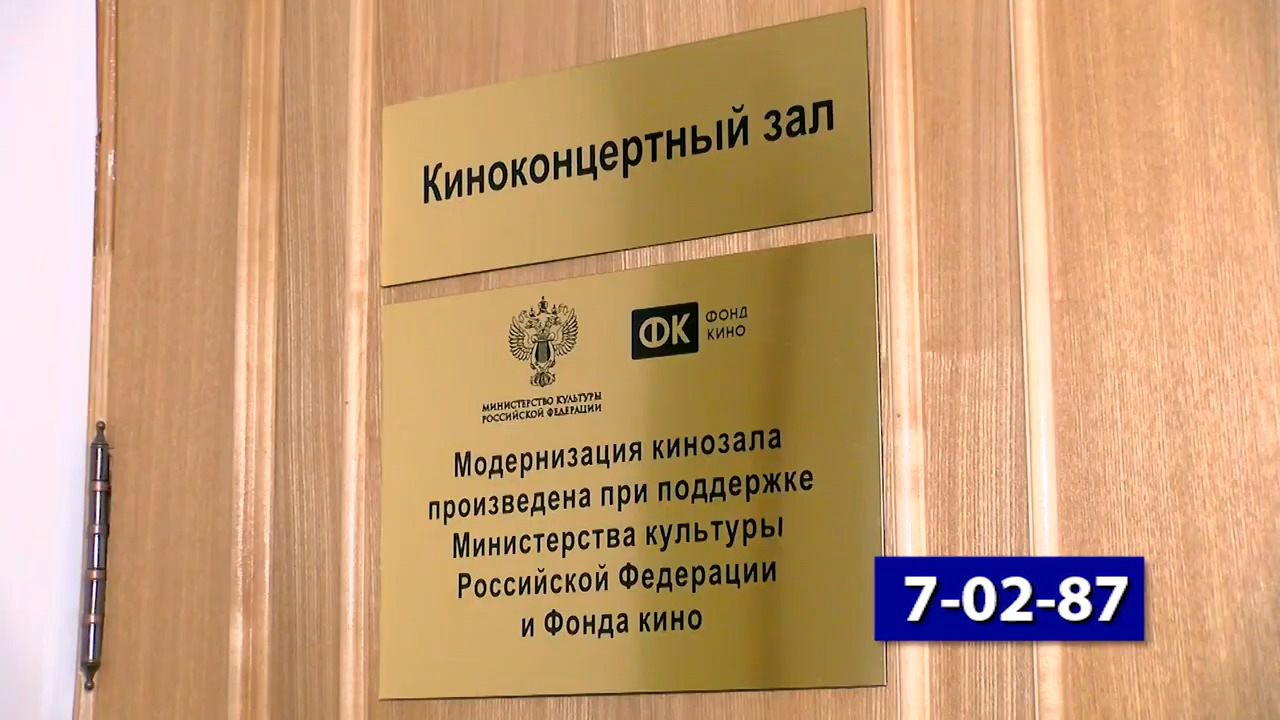 Киноконцертный зал
ФК
ФОНД
КИНО
МИНИСТЕРСТВО КУЛЬТУРЫ
РОССИЙСКОЙ ФЕДЕРАЦИИ
Модернизация кинозала
произведена при поддержке
Министерства культуры
Российской Федерации
и Фонда кино
7-02-87